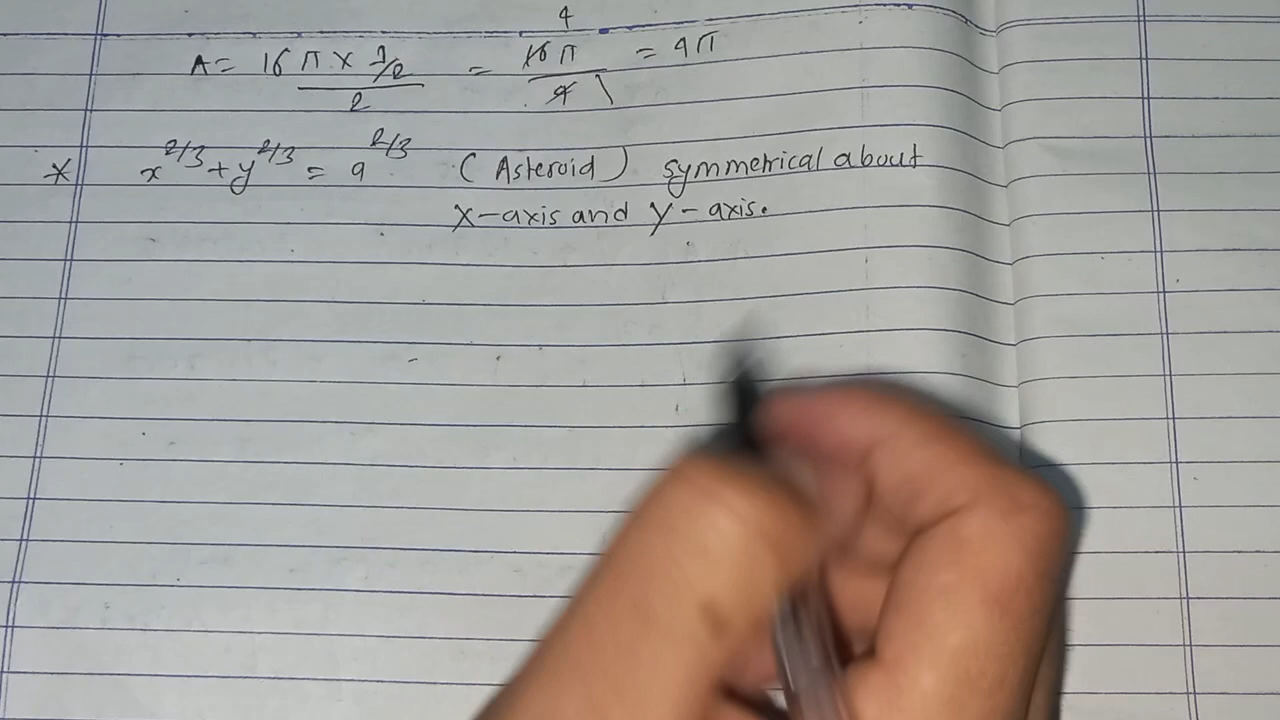 A = 16π × 1/2 / 2 = 16π / 4 = 4π
* x^2/3 + y^2/3 = a^2/3 (Asteroid) symmetrical about
X-axis and Y-axis.